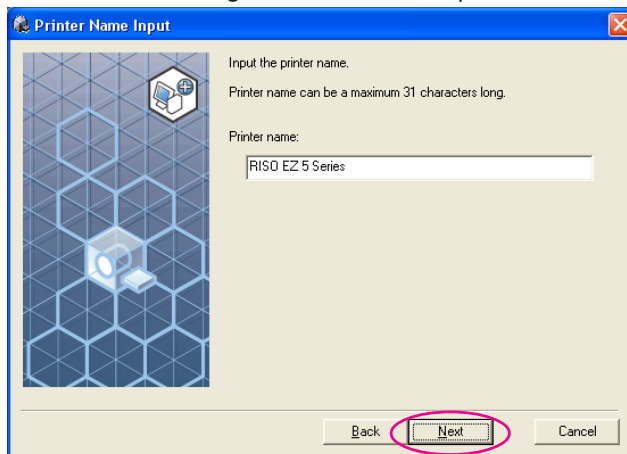 Printer Name Input
Input the printer name.
Printer name can be a maximum 31 characters long.
Printer name:
RISO EZ 5 Series
Back
Next
Cancel